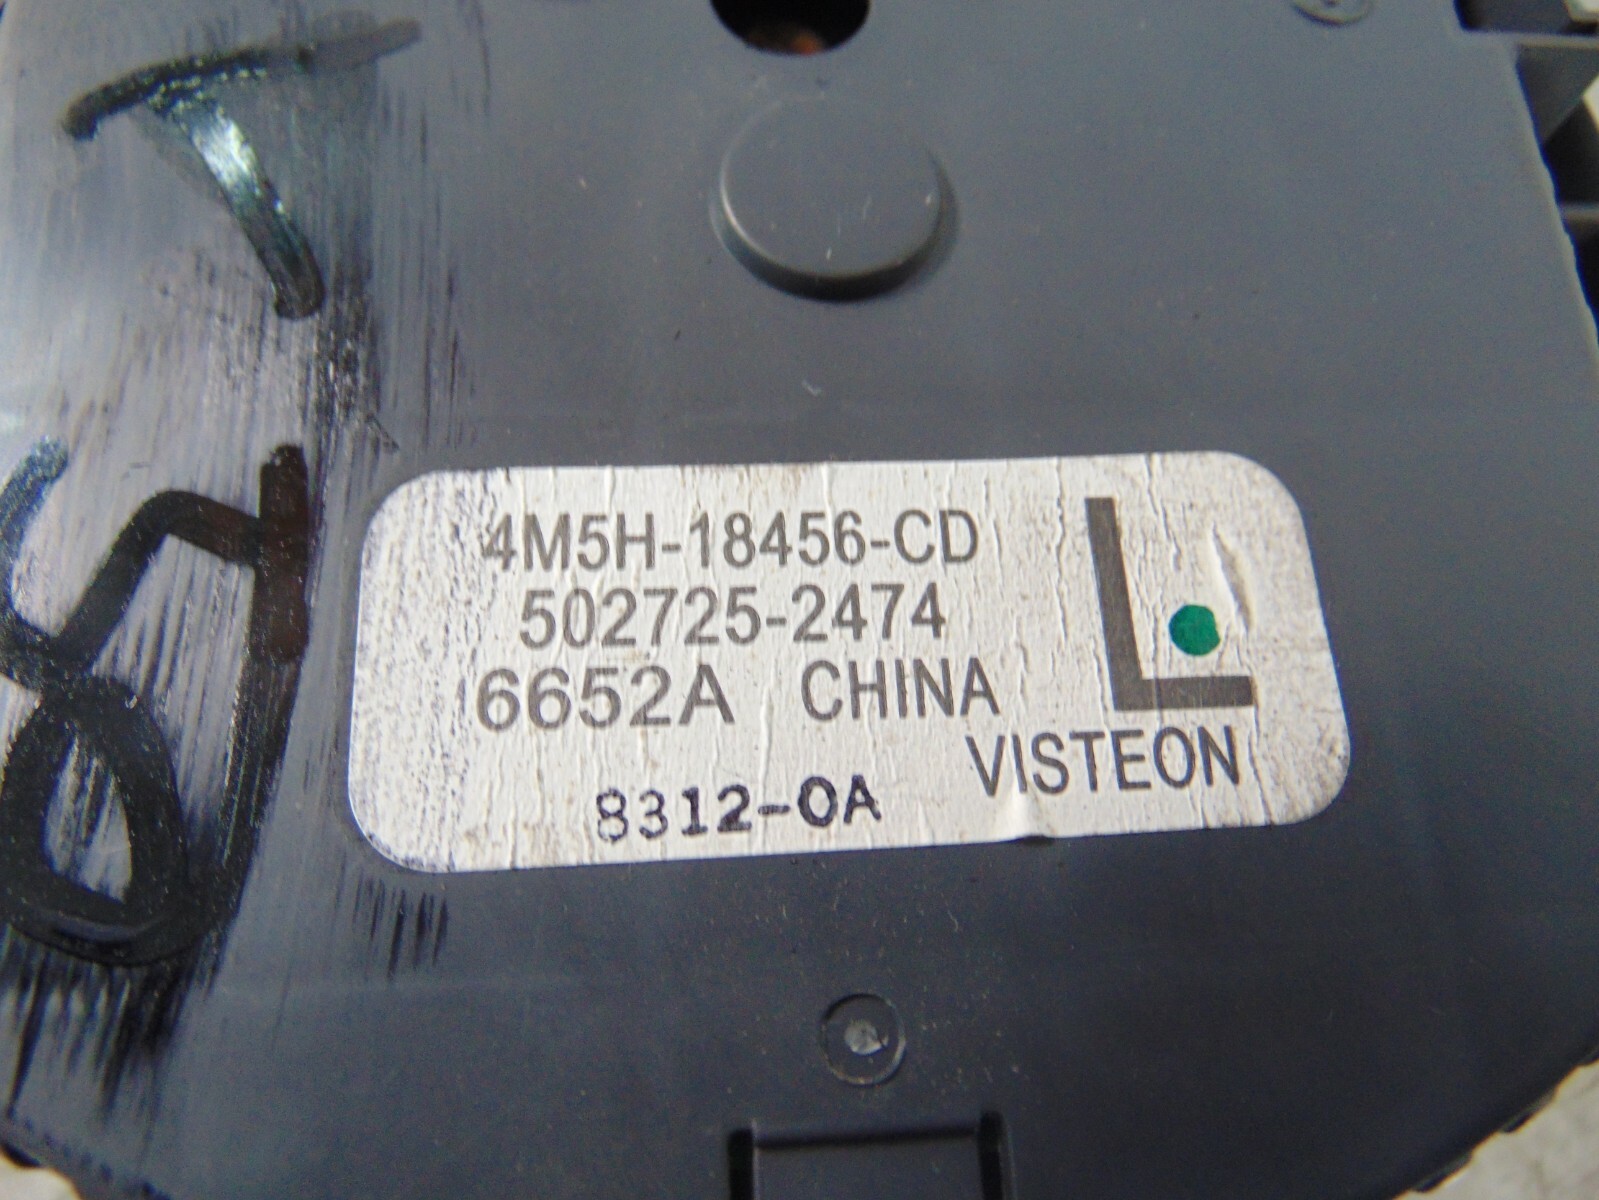 4M5H-18456-CD
502725-2474
6652A CHINA
L
VISTEON
8312-0A